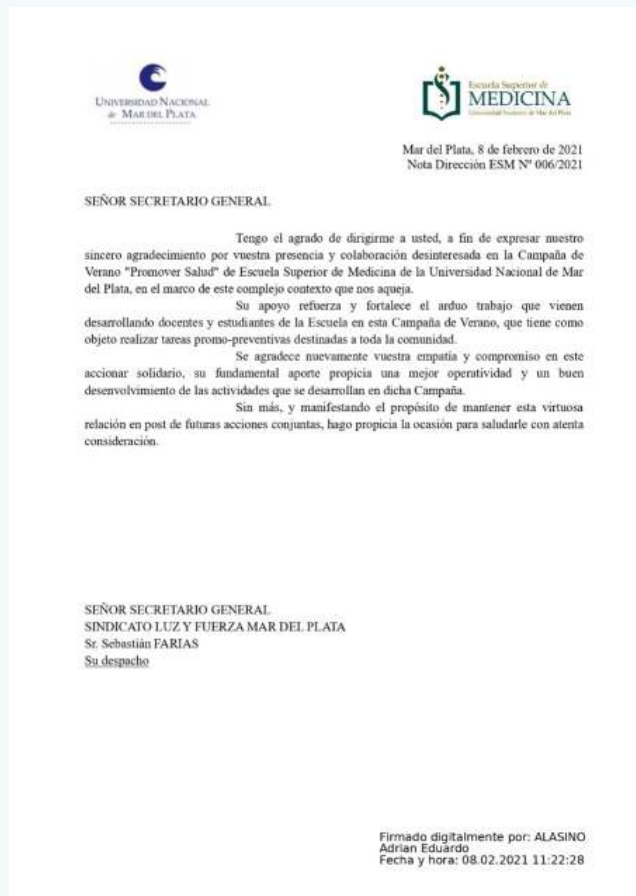 UNIVERSIDAD NACIONAL
de MAR DEL PLATA
Escuela Superior de
MEDICINA
Universidad Nacional de Mar del Plata
Mar del Plata, 8 de febrero de 2021
Nota Dirección ESM Nº 006/2021
SEÑOR SECRETARIO GENERAL
Tengo el agrado de dirigirme a usted, a fin de expresar nuestro
sincero agradecimiento por vuestra presencia y colaboración desinteresada en la Campaña de
Verano "Promover Salud" de Escuela Superior de Medicina de la Universidad Nacional de Mar
del Plata, en el marco de este complejo contexto que nos aqueja.
Su apoyo refuerza y fortalece el arduo trabajo que vienen
desarrollando docentes y estudiantes de la Escuela en esta Campaña de Verano, que tiene como
objeto realizar tareas promo-preventivas destinadas a toda la comunidad.
Se agradece nuevamente vuestra empatía y compromiso en este
accionar solidario, su fundamental aporte propicia una mejor operatividad y un buen
desenvolvimiento de las actividades que se desarrollan en dicha Campaña.
Sin más, y manifestando el propósito de mantener esta virtuosa
relación en post de futuras acciones conjuntas, hago propicia la ocasión para saludarle con atenta
consideración.
SEÑOR SECRETARIO GENERAL
SINDICATO LUZ Y FUERZA MAR DEL PLATA
Sr. Sebastián FARIAS
Su despacho
Firmado digitalmente por: ALASINO
Adrian Eduardo
Fecha y hora: 08.02.2021 11:22:28